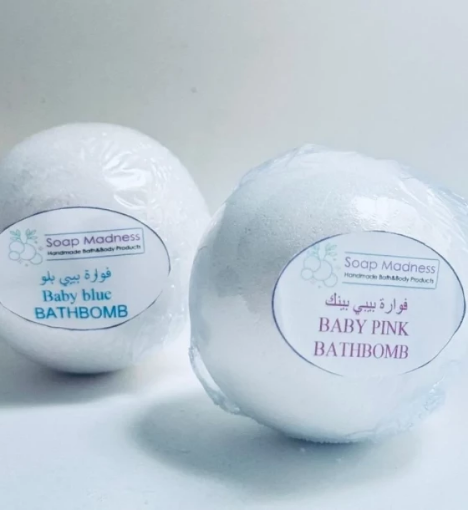 Soap Madness
Handmade Bath&Body Products
فوارة بيبي بلو
Baby blue
BATHBOMB
Soap Madness
Handmade Bath&Body Products
فوارة بيبي بينك
BABY PINK
BATHBOMB